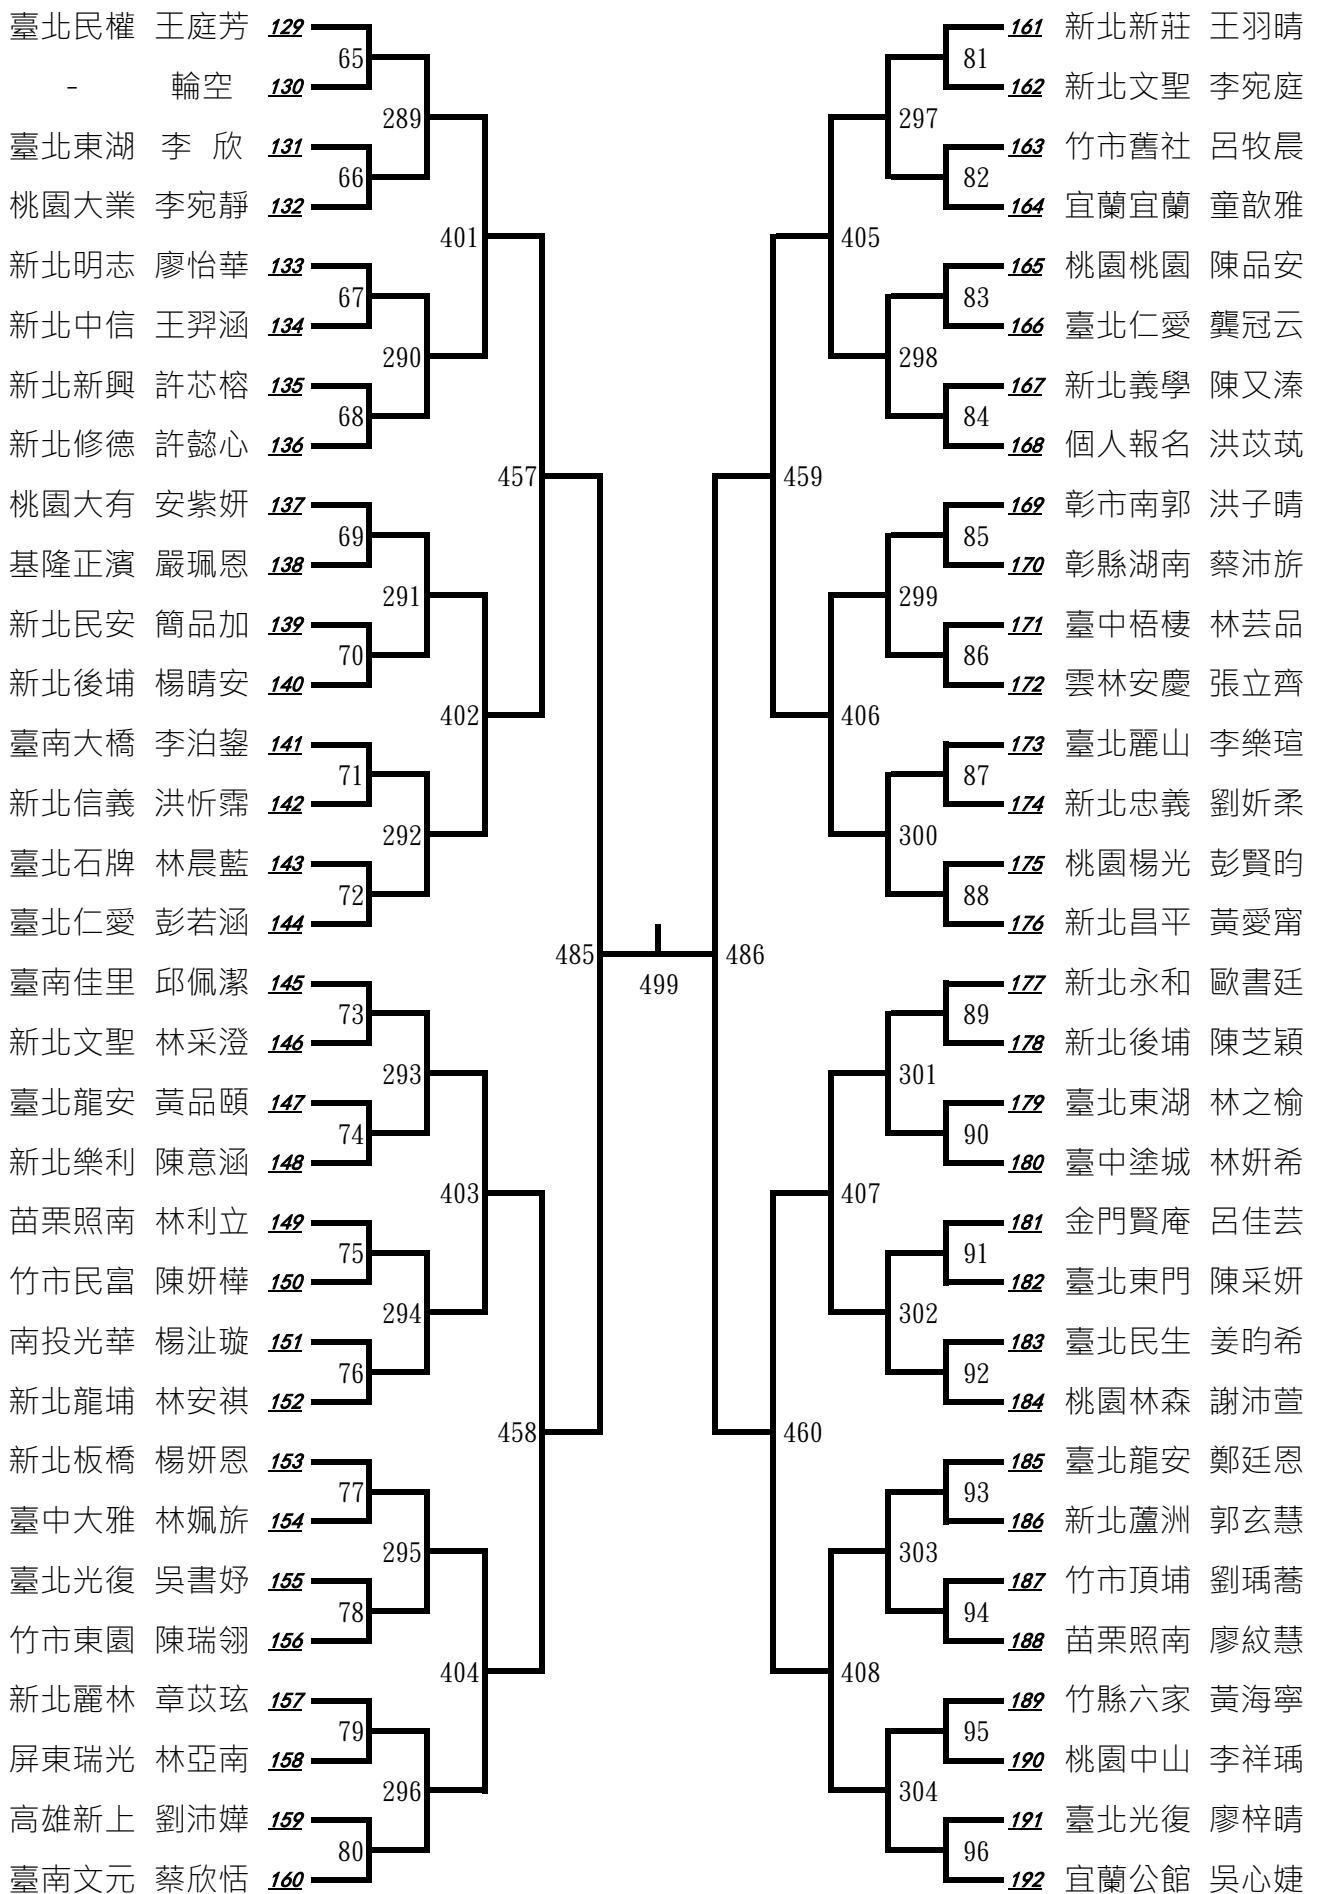 臺北民權 王庭芳 129
65
- 輪空 130
289
臺北東湖 李 欣 131
66
桃園大業 李宛靜 132
401
新北明志 廖怡華 133
67
新北中信 王羿涵 134
290
新北新興 許芯榕 135
68
新北修德 許懿心 136
457
桃園大有 安紫妍 137
69
基隆正濱 嚴珮恩 138
291
新北民安 簡品加 139
70
新北後埔 楊晴安 140
402
臺南大橋 李泊鋆 141
71
新北信義 洪忻霈 142
292
臺北石牌 林晨藍 143
72
臺北仁愛 彭若涵 144
485
臺南佳里 邱佩潔 145
73
新北文聖 林采澄 146
293
臺北龍安 黃品頤 147
74
新北樂利 陳意涵 148
403
苗栗照南 林利立 149
75
竹市民富 陳妍樺 150
294
南投光華 楊沚璇 151
76
新北龍埔 林安祺 152
458
新北板橋 楊妍恩 153
77
臺中大雅 林姵旂 154
295
臺北光復 吳書妤 155
78
竹市東園 陳瑞翎 156
404
新北麗林 章苡玹 157
79
屏東瑞光 林亞南 158
296
高雄新上 劉沛嬅 159
80
臺南文元 蔡欣恬 160
499
161 新北新莊 王羽晴
81
162 新北文聖 李宛庭
297
163 竹市舊社 呂牧晨
82
164 宜蘭宜蘭 童歆雅
405
165 桃園桃園 陳品安
83
166 臺北仁愛 龔冠云
298
167 新北義學 陳又溱
84
168 個人報名 洪苡茿
459
169 彰市南郭 洪子晴
85
170 彰縣湖南 蔡沛旂
299
171 臺中梧棲 林芸品
86
172 雲林安慶 張立齊
406
173 臺北麗山 李樂瑄
87
174 新北忠義 劉妡柔
300
175 桃園楊光 彭賢昀
88
176 新北昌平 黃愛甯
486
177 新北永和 歐書廷
89
178 新北後埔 陳芝穎
301
179 臺北東湖 林之榆
90
180 臺中塗城 林妍希
407
181 金門賢庵 呂佳芸
91
182 臺北東門 陳采妍
302
183 臺北民生 姜昀希
92
184 桃園林森 謝沛萱
460
185 臺北龍安 鄭廷恩
93
186 新北蘆洲 郭玄慧
303
187 竹市頂埔 劉瑀蕎
94
188 苗栗照南 廖紋慧
408
189 竹縣六家 黃海寧
95
190 桃園中山 李祥瑀
304
191 臺北光復 廖梓晴
96
192 宜蘭公館 吳心婕